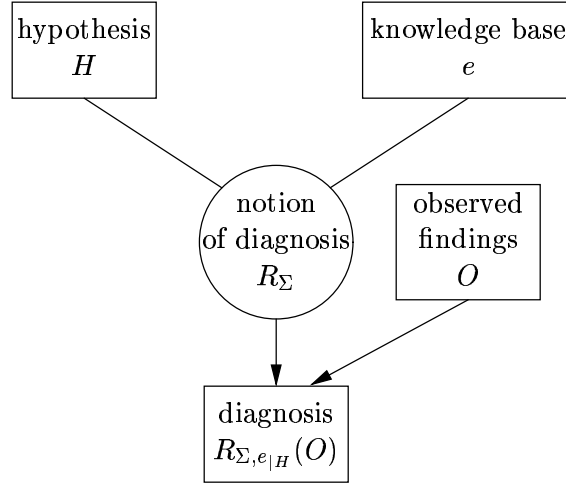 hypothesis
H
knowledge base
e
notion
of diagnosis
R_Σ
observed
findings
O
diagnosis
R_{Σ,e_{|H}}(O)